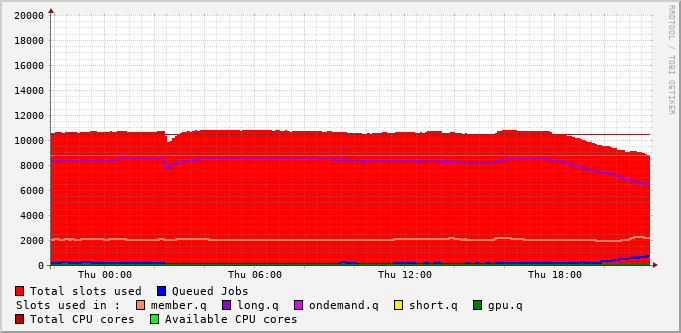 RRDTOOL / TOBI OETIKER
20000
18000
16000
14000
12000
10000
8000
6000
4000
2000
0
Thu 00:00 Thu 06:00 Thu 12:00 Thu 18:00
Total slots used Queued Jobs
Slots used in : member.q long.q ondemand.q short.q gpu.q
Total CPU cores Available CPU cores